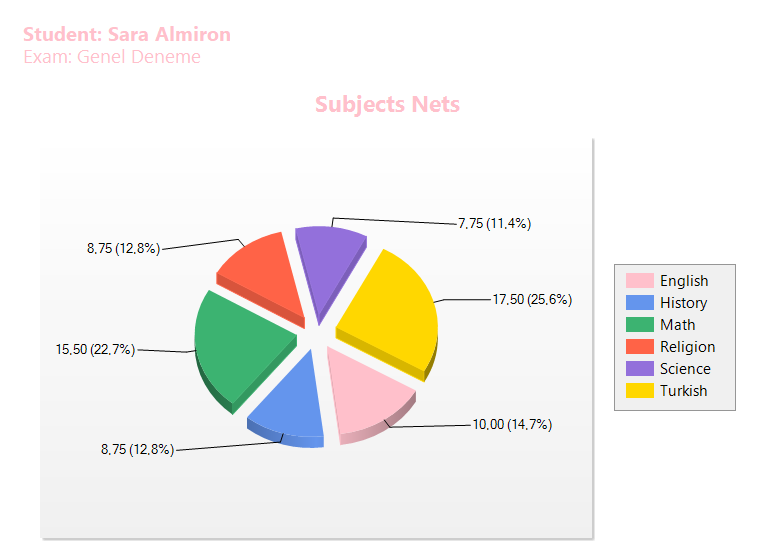 Student: Sara Almiron
Exam: Genel Deneme
Subjects Nets
7,75 (11,4%)
8,75 (12,8%)
17,50 (25,6%)
15,50 (22,7%)
10,00 (14,7%)
8,75 (12,8%)
English
History
Math
Religion
Science
Turkish